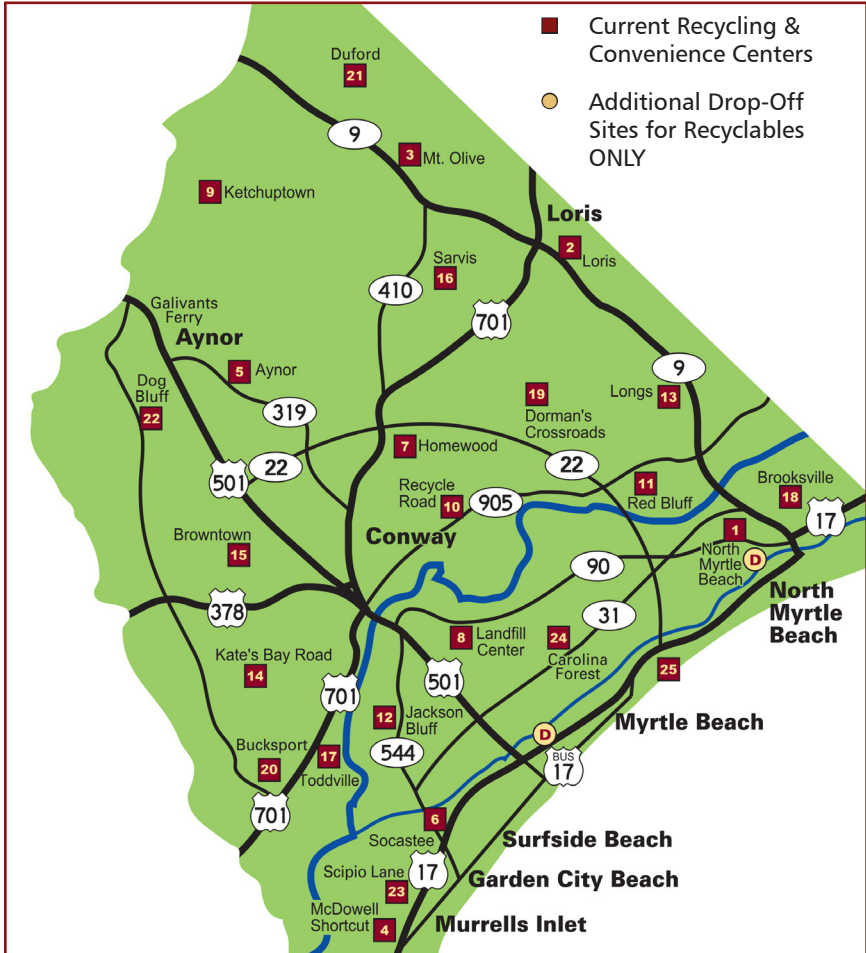 Current Recycling &
Convenience Centers
Additional Drop-Off
Sites for Recyclables
ONLY
Duford
21
9
3
Mt. Olive
9
Ketchuptown
Loris
2
Loris
Sarvis
16
410
701
Galivants
Ferry
Aynor
5
Aynor
9
Longs
13
19
Dorman's
Crossroads
Dog
Bluff
22
319
7
Homewood
22
22
501
Recycle
Road
10
905
11
Red Bluff
Brooksville
18
17
Browntown
15
Conway
1
North
Myrtle
Beach
D
90
North
Myrtle
Beach
378
31
8
Landfill
Center
24
Carolina
Forest
Kate's Bay Road
14
701
501
25
12
Jackson
Bluff
Myrtle Beach
D
544
Bucksport
20
17
Toddville
BUS
17
701
6
Socastee
Surfside Beach
Scipio Lane
23
17
Garden City Beach
McDowell
Shortcut
4
Murrells Inlet